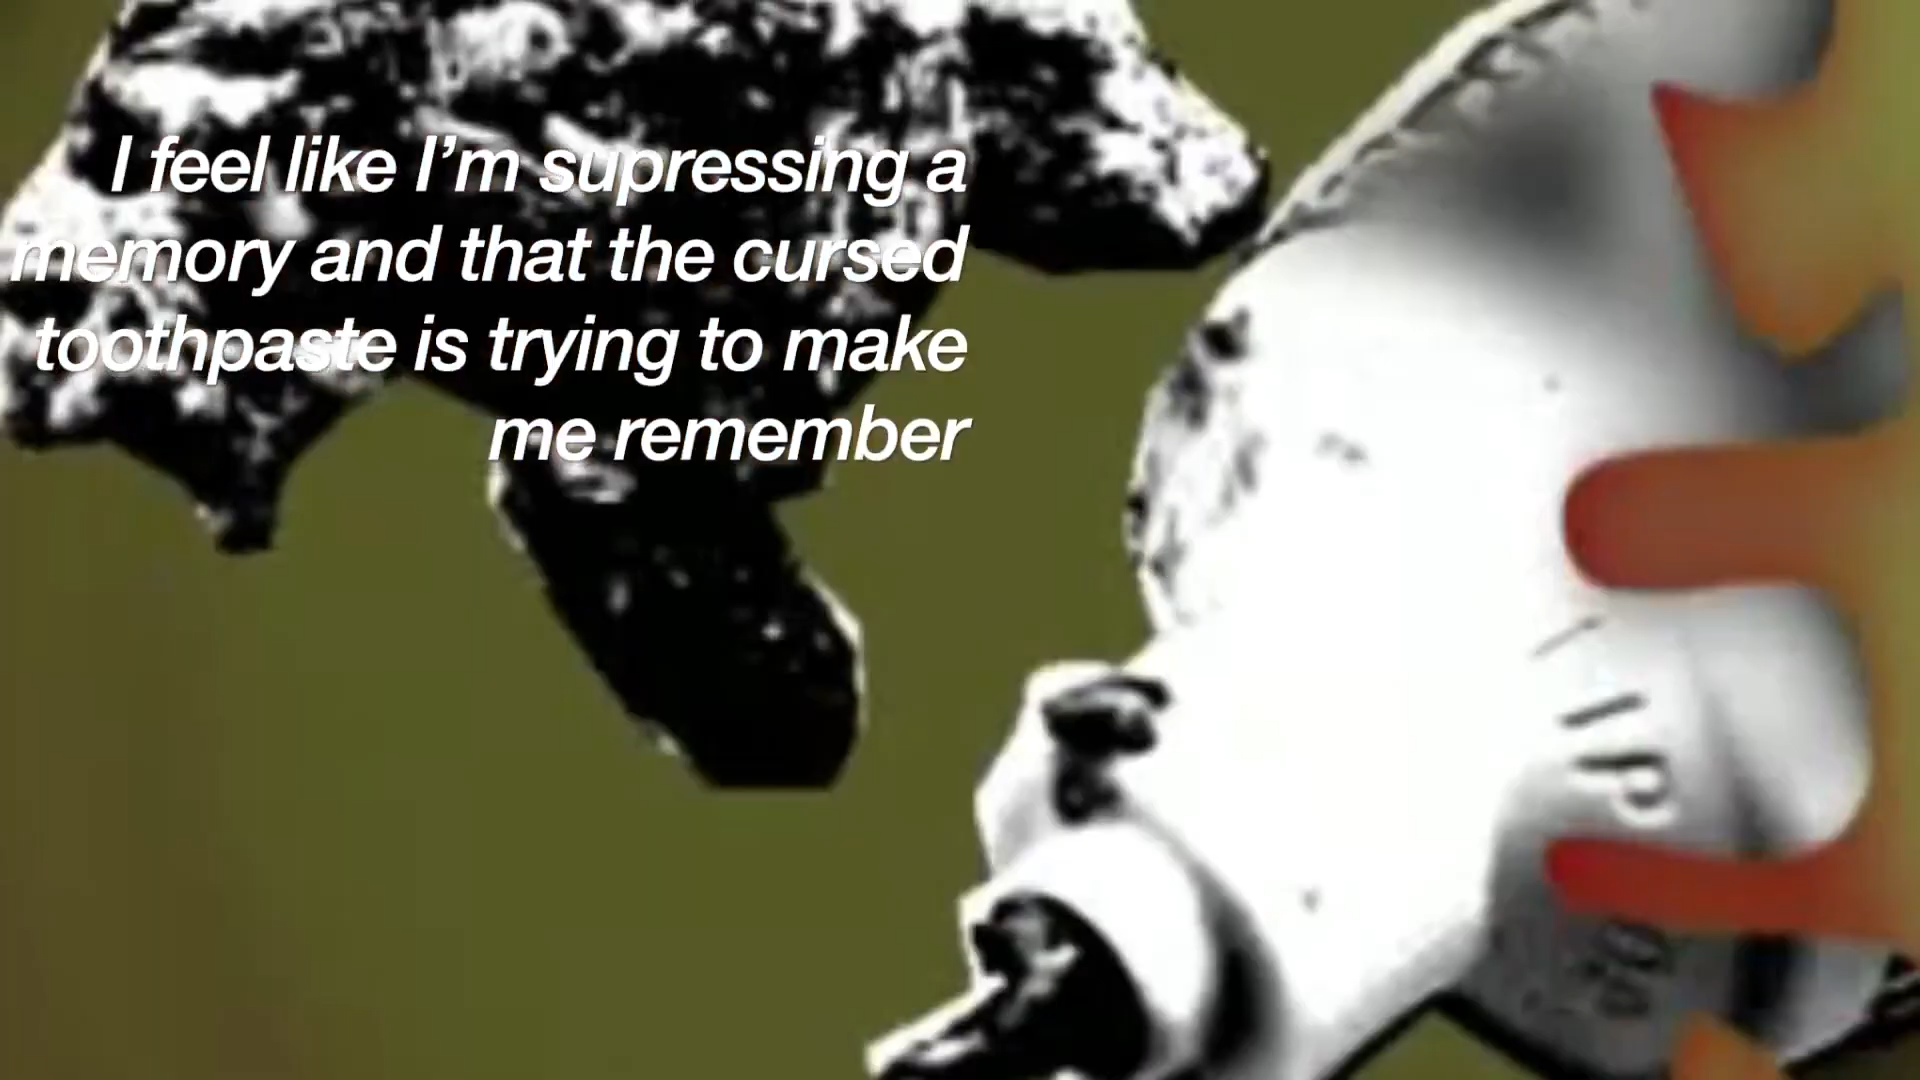 I feel like I'm supressing a
memory and that the cursed
toothpaste is trying to make
me remember